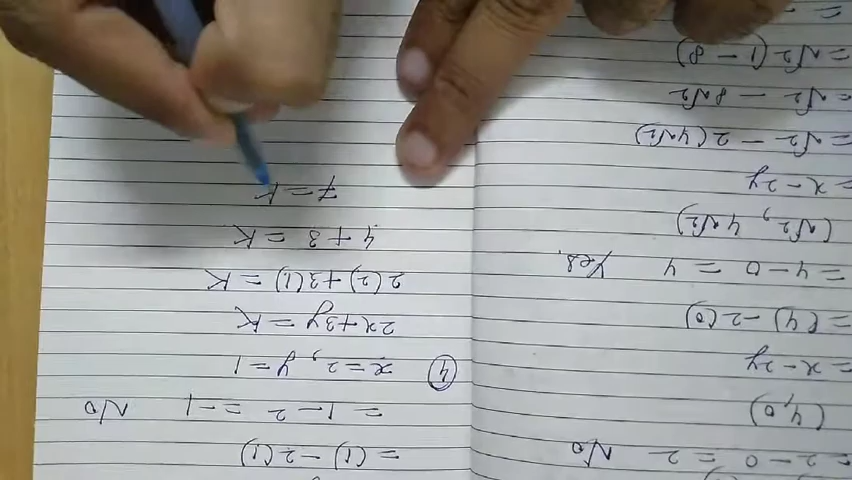 = 2 - 0 = 2 N/o
(4,0)
= x - 2y
= (4) - 2(0)
= 4 - 0 = 4 Yes.
(√2, 4√2)
= x - 2y
= √2 - 2(4√2)
= √2 - 8√2
= √2 (1 - 8)
= (1) - 2(1)
= 1 - 2 = -1 N/o
④ x = 2, y = 1
2x + 3y = K
2(2) + 3(1) = K
4 + 3 = K
7 = K